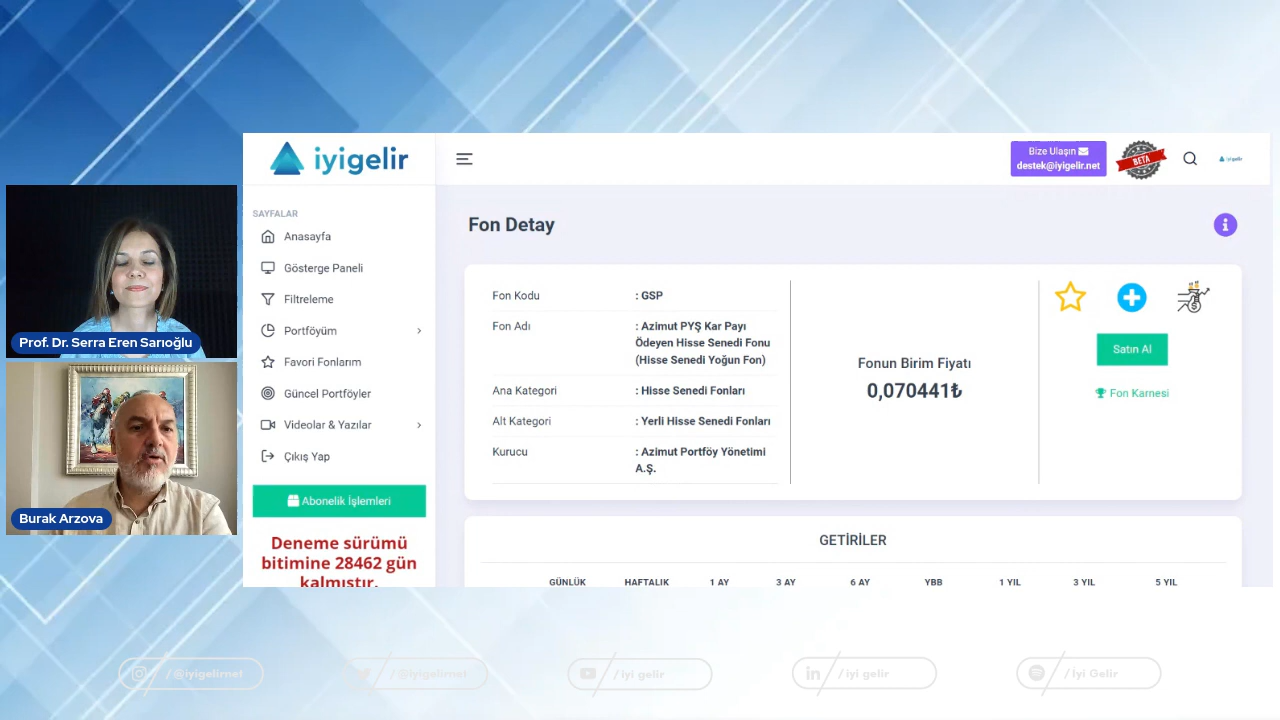 iyigelir
Bize Ulaşın
destek@iyigelir.net
BETA
SAYFALAR
Anasayfa
Gösterge Paneli
Filtreleme
Portföyüm
Favori Fonlarım
Güncel Portföyler
Videolar & Yazılar
Çıkış Yap
Abonelik İşlemleri
Deneme sürümü
bitimine 28462 gün
kalmıştır.
Fon Detay
Fon Kodu : GSP
Fon Adı : Azimut PYŞ Kar Payı
Ödeyen Hisse Senedi Fonu
(Hisse Senedi Yoğun Fon)
Ana Kategori : Hisse Senedi Fonları
Alt Kategori : Yerli Hisse Senedi Fonları
Kurucu : Azimut Portföy Yönetimi
A.Ş.
Fonun Birim Fiyatı
0,070441₺
Satın Al
Fon Karnesi
GETİRİLER
GÜNLÜK HAFTALIK 1 AY 3 AY 6 AY YBB 1 YIL 3 YIL 5 YIL
Prof. Dr. Serra Eren Sarıoğlu
Burak Arzova
/@iyigelirnet
/@iyigelirnet
/iyi gelir
/iyi gelir
/İyi Gelir